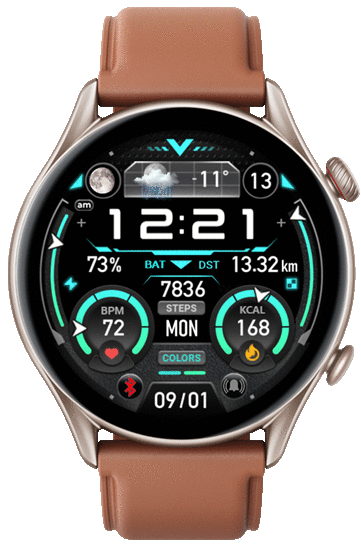 -11° 13
am
12:21
73% BAT DST 13.32 km
7836
STEPS
BPM
72
MON
KCAL
168
COLORS
09/01